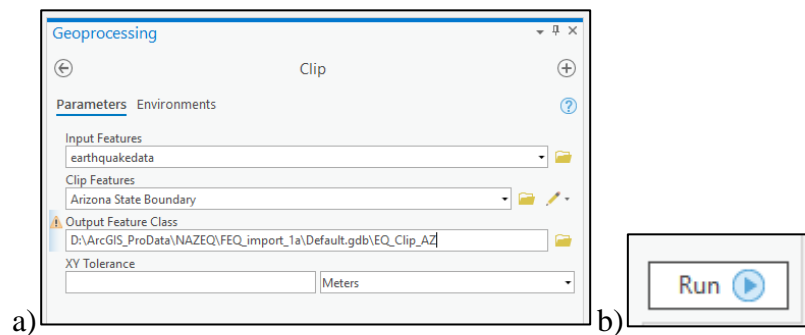 Geoprocessing
Clip
Parameters Environments
Input Features
earthquakedata
Clip Features
Arizona State Boundary
Output Feature Class
D:\ArcGIS_ProData\NAZEQ\FEQ_import_1a\Default.gdb\EQ_Clip_AZ
XY Tolerance
Meters
a)
Run
b)